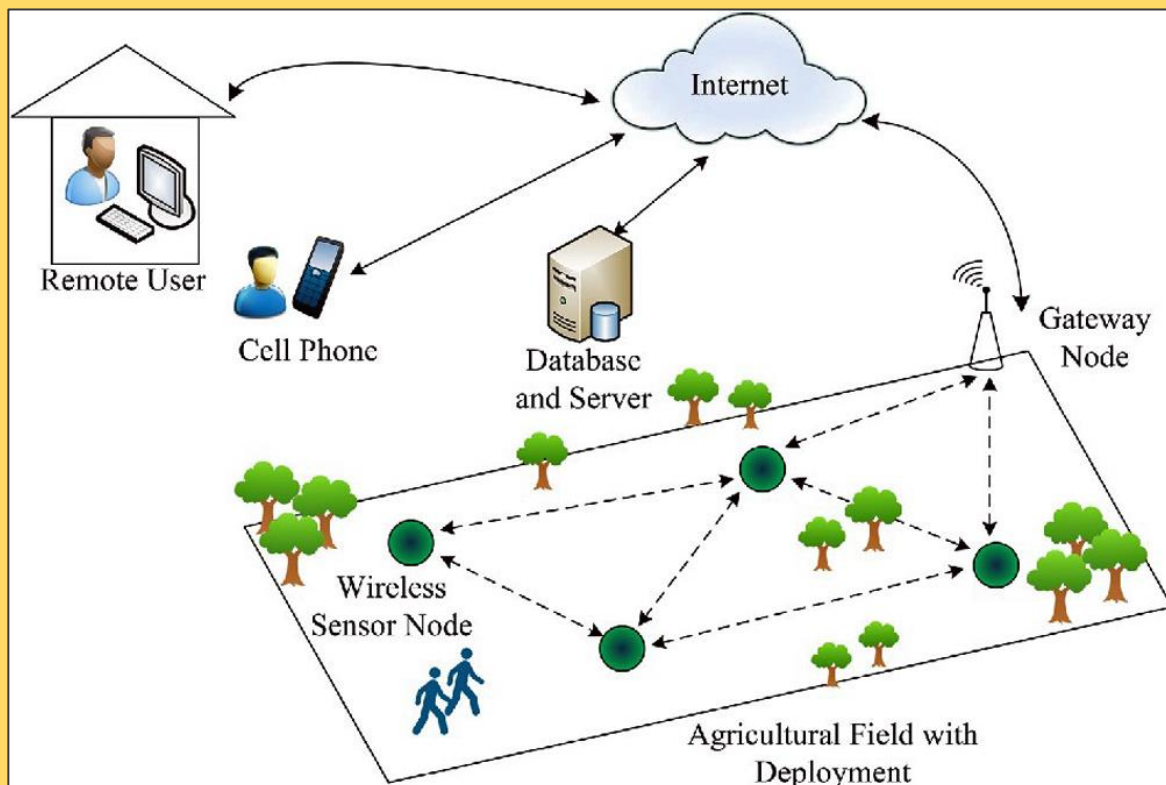 Internet
Remote User
Cell Phone
Database
and Server
Gateway
Node
Wireless
Sensor Node
Agricultural Field with
Deployment